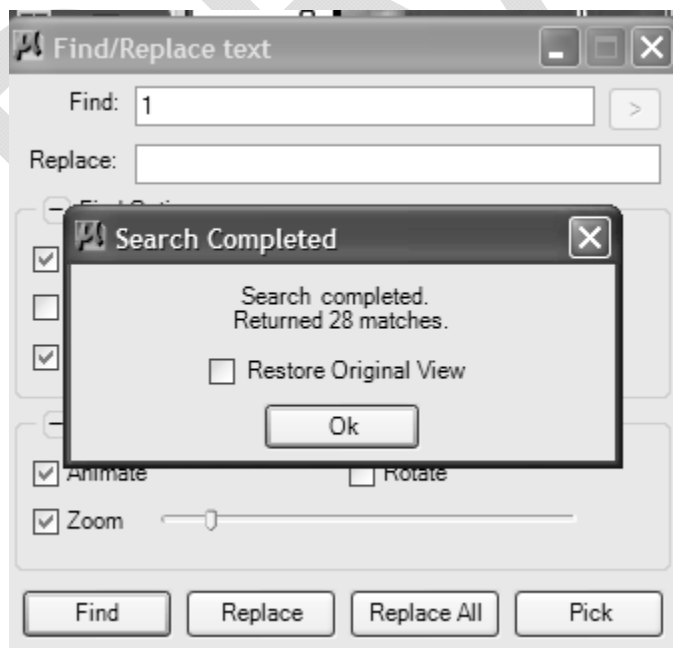 Find/Replace text
Find: 1
>
Replace:
Search Completed
Search completed.
Returned 28 matches.
Restore Original View
Ok
Animate Rotate
Zoom
Find Replace Replace All Pick